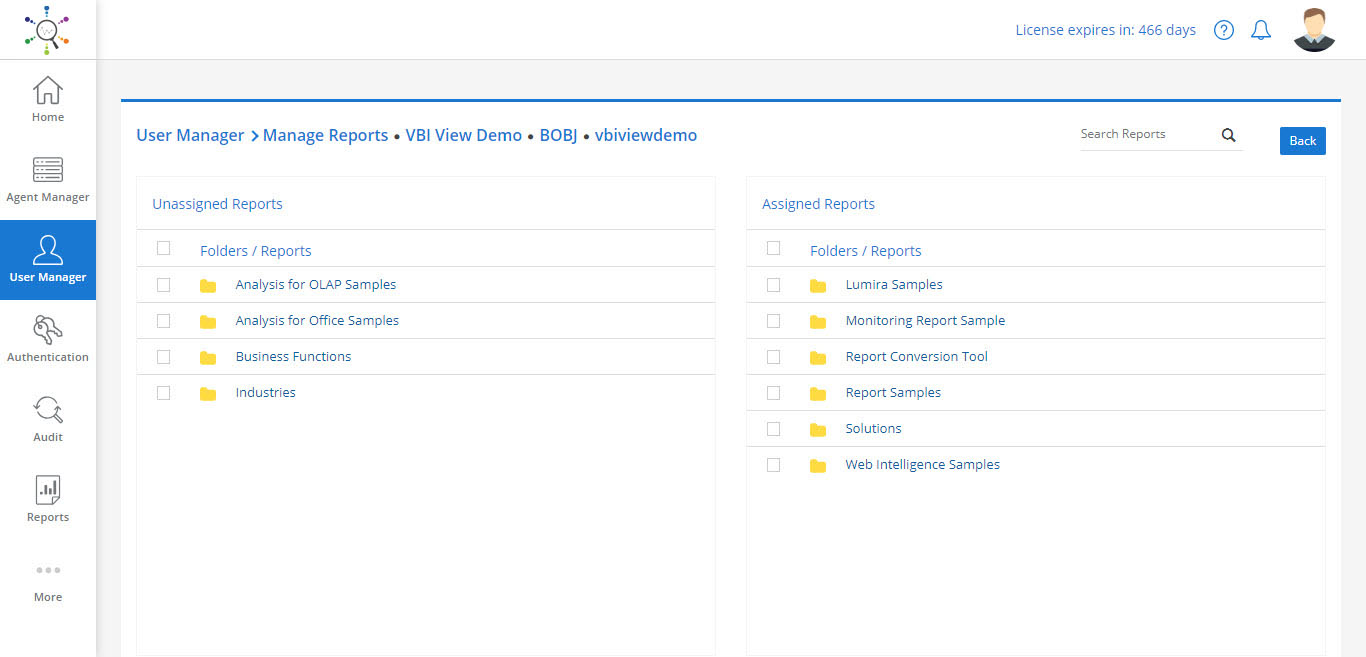 License expires in: 466 days
?
Home
Agent Manager
User Manager
Authentication
Audit
Reports
More
User Manager > Manage Reports • VBI View Demo • BOBJ • vbiviewdemo
Search Reports
Back
Unassigned Reports
Folders / Reports
Analysis for OLAP Samples
Analysis for Office Samples
Business Functions
Industries
Assigned Reports
Folders / Reports
Lumira Samples
Monitoring Report Sample
Report Conversion Tool
Report Samples
Solutions
Web Intelligence Samples